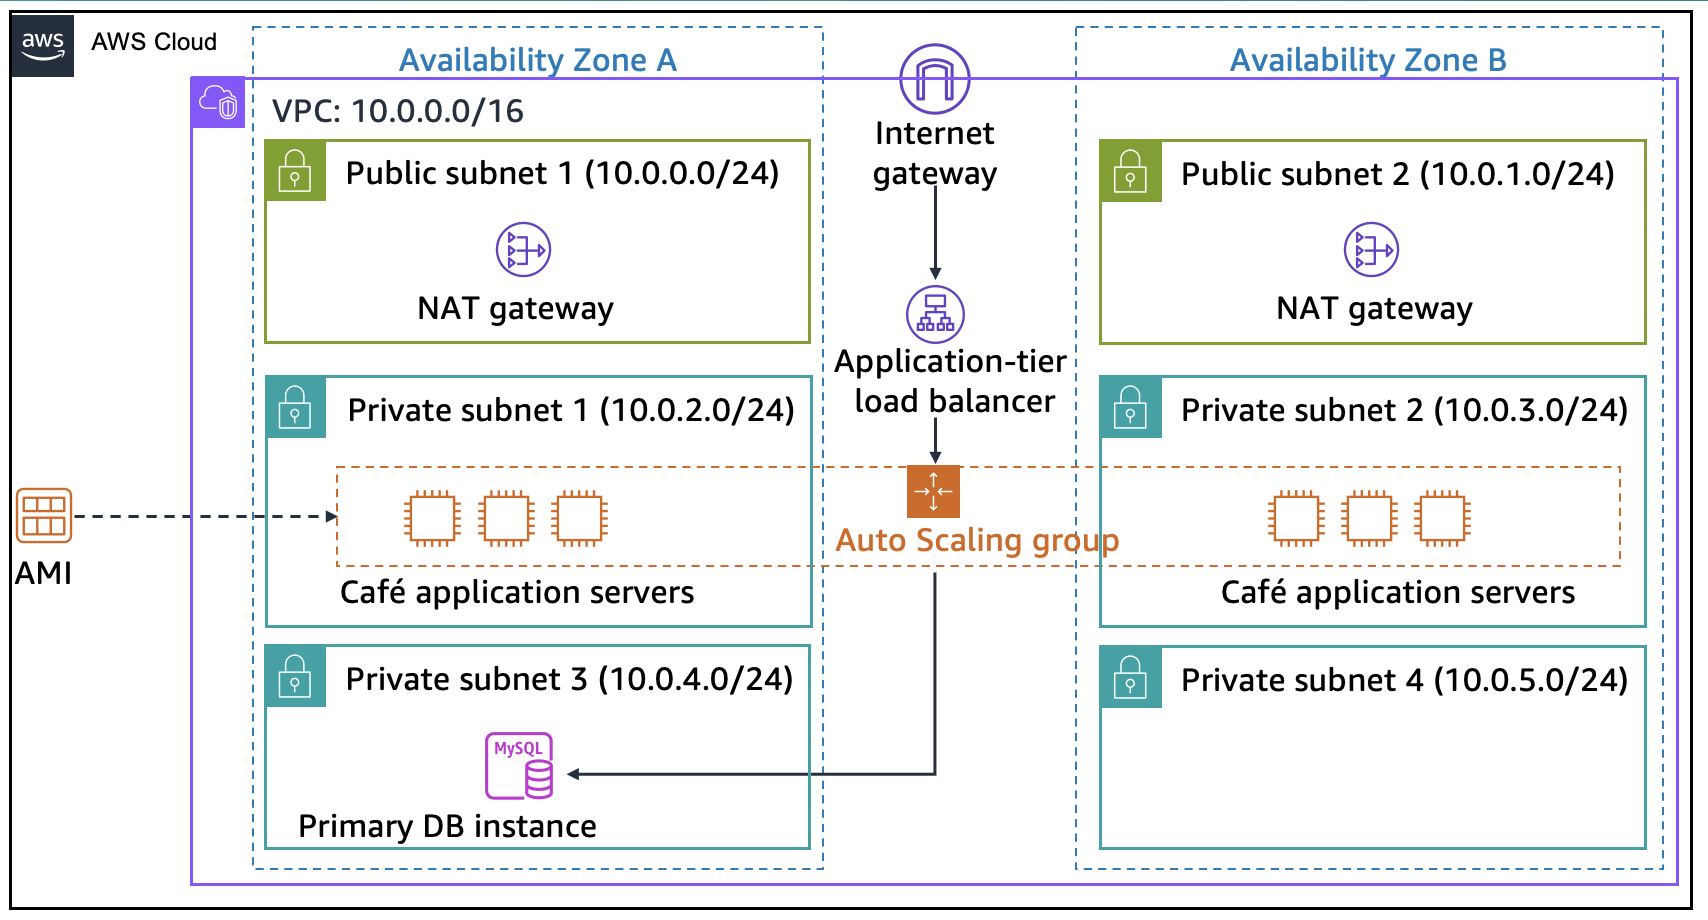 aws
AWS Cloud
Availability Zone A
Availability Zone B
VPC: 10.0.0.0/16
Internet
gateway
Public subnet 1 (10.0.0.0/24)
Public subnet 2 (10.0.1.0/24)
NAT gateway
NAT gateway
Application-tier
load balancer
Private subnet 1 (10.0.2.0/24)
Private subnet 2 (10.0.3.0/24)
Auto Scaling group
AMI
Café application servers
Café application servers
Private subnet 3 (10.0.4.0/24)
Private subnet 4 (10.0.5.0/24)
MySQL
Primary DB instance